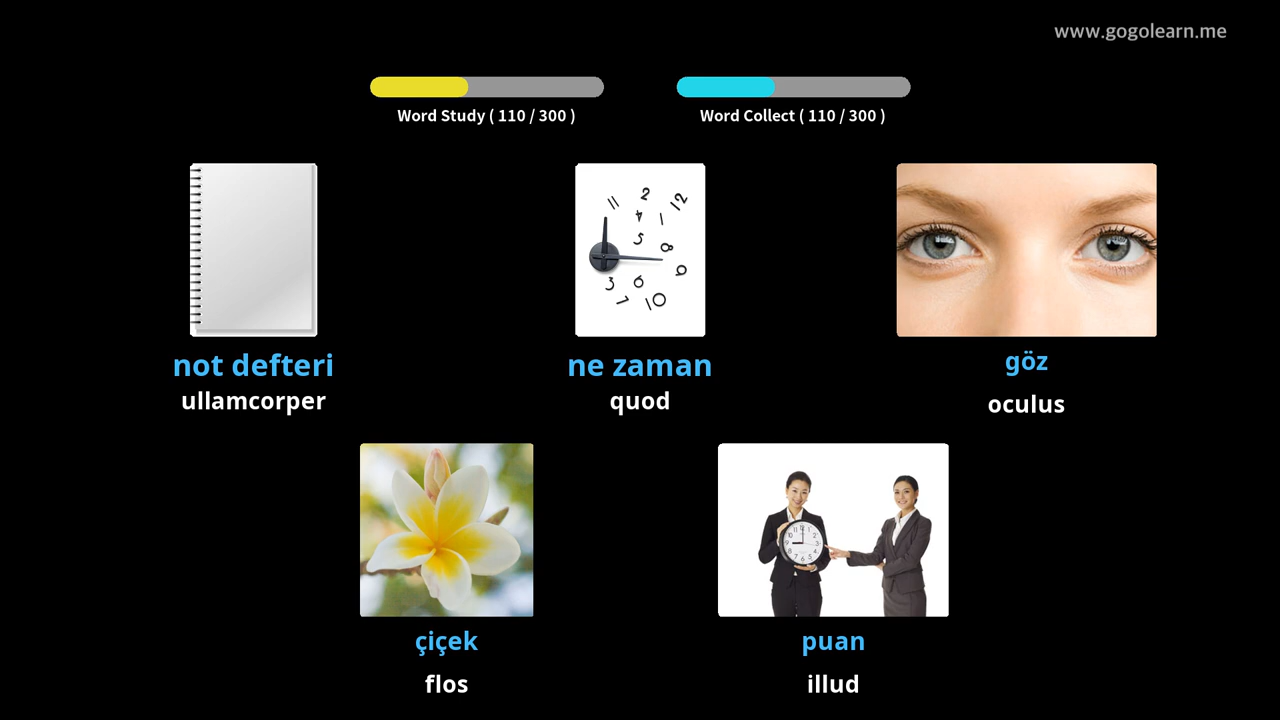 www.gogolearn.me
Word Study ( 110 / 300 )
Word Collect ( 110 / 300 )
not defteri
ullamcorper
ne zaman
quod
göz
oculus
çiçek
flos
puan
illud